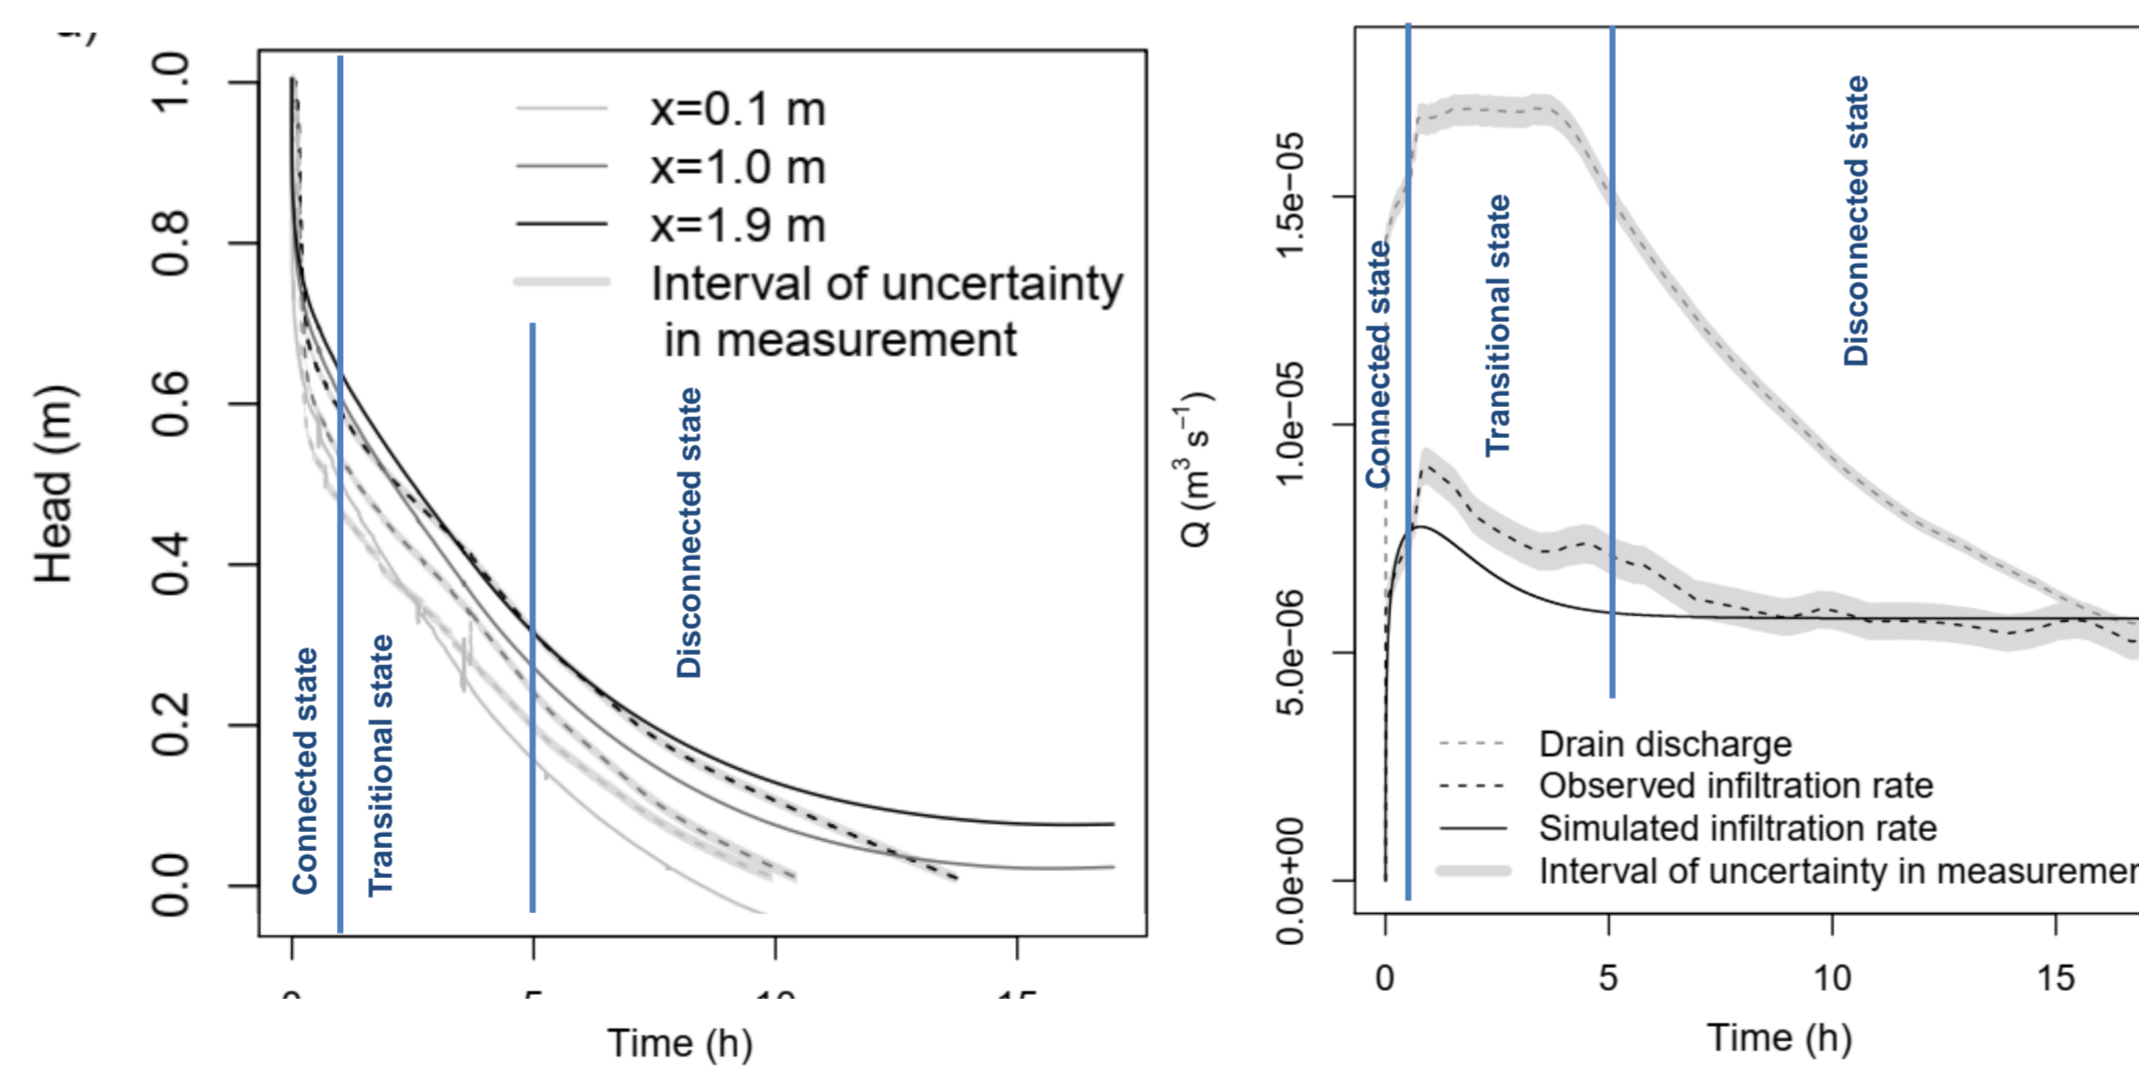 1.0
0.8
0.6
0.4
0.2
0.0
Head (m)
x=0.1 m
x=1.0 m
x=1.9 m
Interval of uncertainty
in measurement
Connected state
Transitional state
Disconnected state
Time (h)
Q (m³ s⁻¹)
1.5e−05
1.0e−05
5.0e−06
0.0e+00
Connected state
Transitional state
Disconnected state
Drain discharge
Observed infiltration rate
Simulated infiltration rate
Interval of uncertainty in measuremen
0 5 10 15
Time (h)